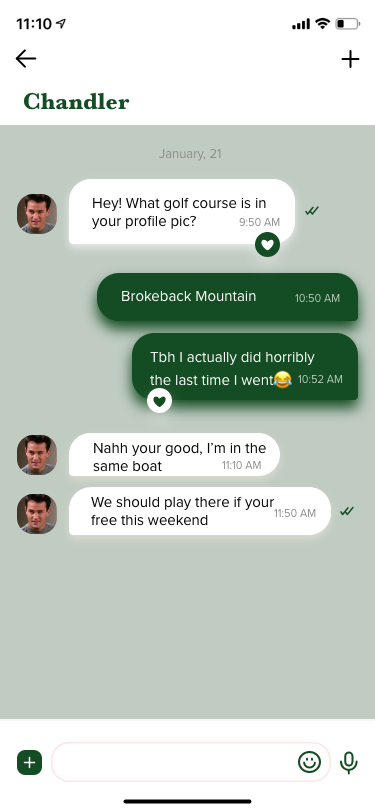 11:10
Chandler
January, 21
Hey! What golf course is in
your profile pic? 9:50 AM
Brokeback Mountain 10:50 AM
Tbh I actually did horribly
the last time I went😂 10:52 AM
Nahh your good, I'm in the
same boat 11:10 AM
We should play there if your
free this weekend 11:50 AM